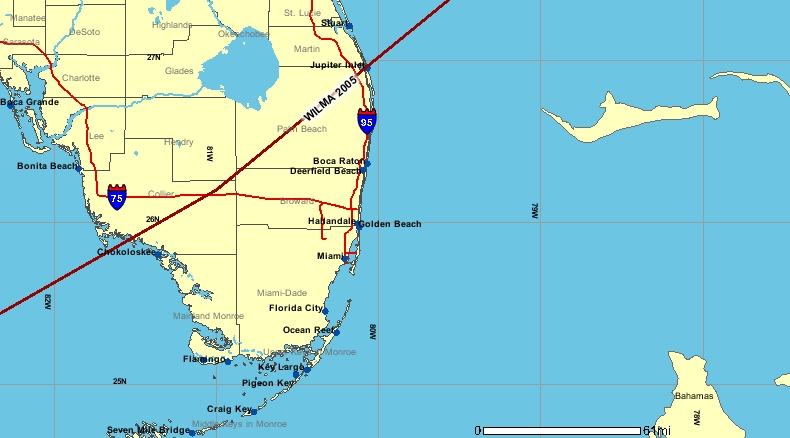 Manatee
DeSoto
Highlands
Okeechobee
St. Lucie
Stuart
Sarasota
27N
Martin
Charlotte
Glades
Jupiter Inlet
Boca Grande
WILMA 2005
Lee
Hendry
Palm Beach
95
81W
Bonita Beach
Boca Raton
Deerfield Beach
75
Collier
Broward
79W
26N
Hallandale
Golden Beach
Chokoloskee
Miami
82W
Miami-Dade
Florida City
Mainland Monroe
Ocean Reef
80W
Flamingo
Monroe
Key Largo
25N
Pigeon Key
Bahamas
Craig Key
78W
Middle Keys in Monroe
Seven Mile Bridge
0
61mi